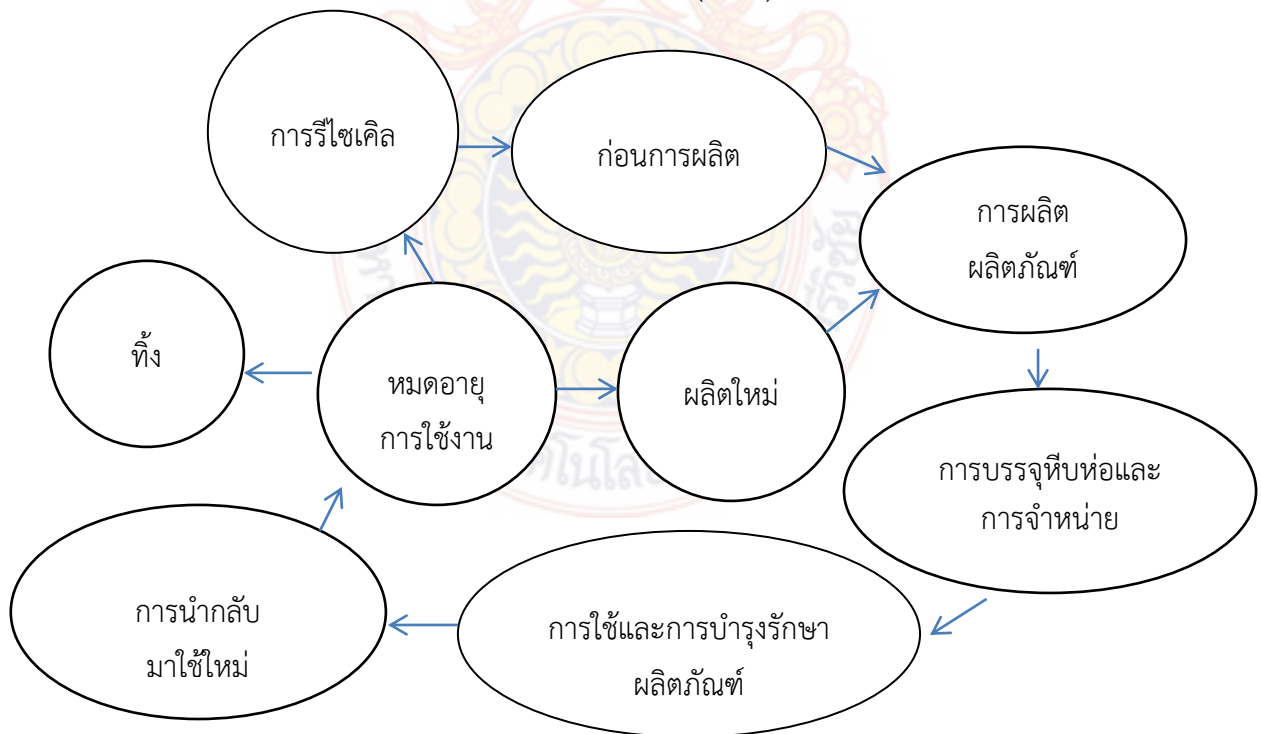 การรีไซเคิล
ก่อนการผลิต
การผลิต
ผลิตภัณฑ์
ทิ้ง
หมดอายุ
การใช้งาน
ผลิตใหม่
การบรรจุหีบห่อและ
การจำหน่าย
การใช้และการบำรุงรักษา
ผลิตภัณฑ์
การนำกลับ
มาใช้ใหม่